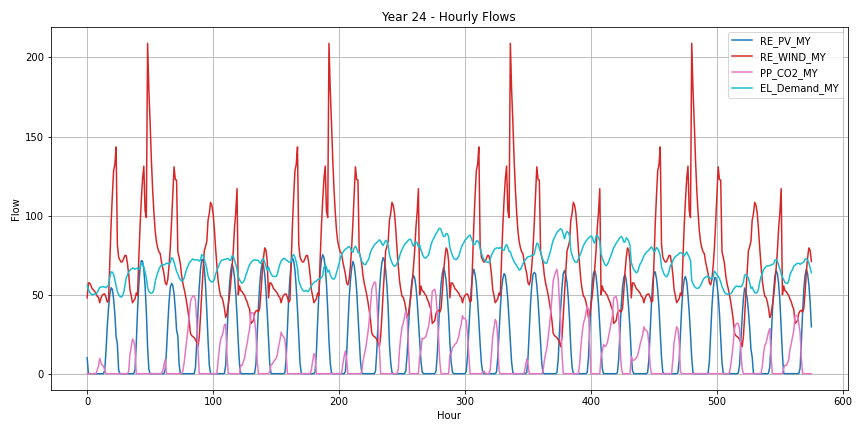 Year 24 - Hourly Flows
RE_PV_MY
RE_WIND_MY
PP_CO2_MY
EL_Demand_MY
200
150
100
50
0
Flow
0 100 200 300 400 500 600
Hour